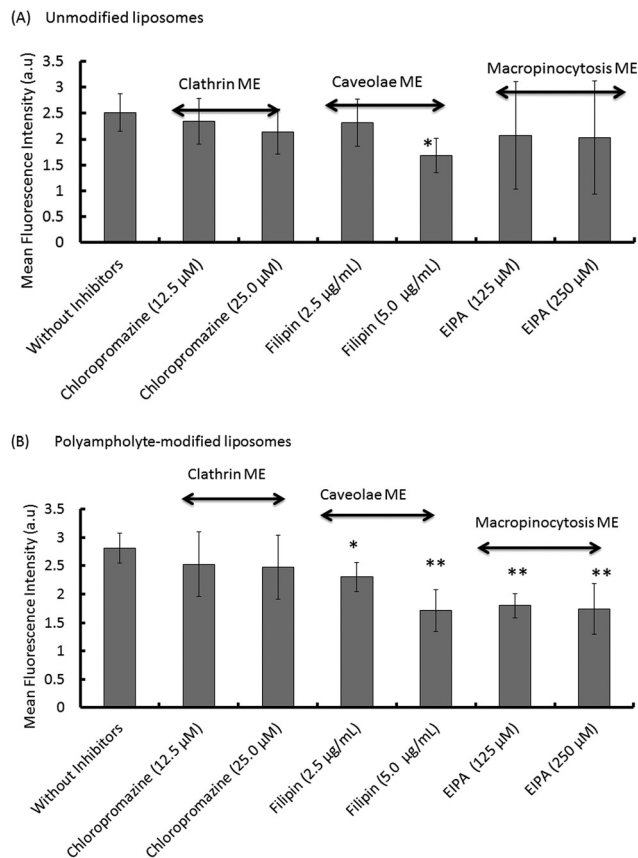 (A) Unmodified liposomes
Mean Fluorescence Intensity (a.u)
3.5
3
2.5
2
1.5
1
0.5
0
Clathrin ME
Caveolae ME
Macropinocytosis ME
*
Without Inhibitors
Chloropromazine (12.5 µM)
Chloropromazine (25.0 µM)
Filipin (2.5 µg/mL)
Filipin (5.0 µg/mL)
EIPA (125 µM)
EIPA (250 µM)
(B) Polyampholyte-modified liposomes
Mean Fluorescence Intensity (a.u)
3.5
3
2.5
2
1.5
1
0.5
0
Clathrin ME
Caveolae ME
Macropinocytosis ME
*
**
**
**
Without Inhibitors
Chloropromazine (12.5 µM)
Chloropromazine (25.0 µM)
Filipin (2.5 µg/mL)
Filipin (5.0 µg/mL)
EIPA (125 µM)
EIPA (250 µM)